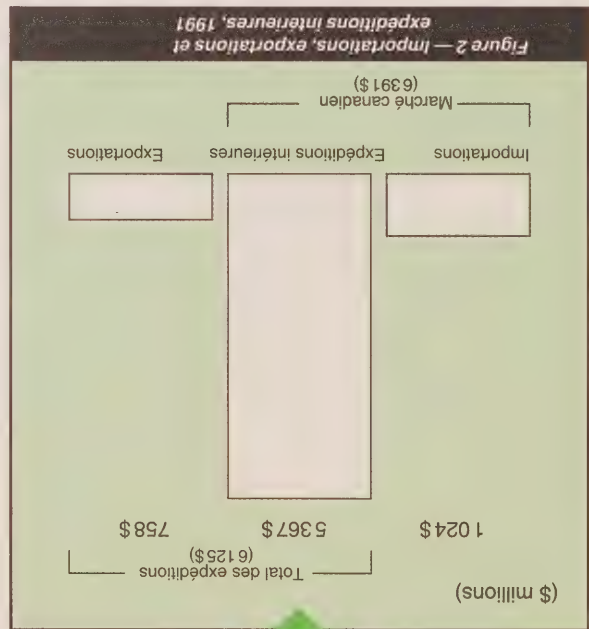 ($ millions)
Total des expéditions
(6 125 $)
1 024 $ 5 367 $ 758 $
Importations Expéditions intérieures Exportations
Marché canadien
(6 391 $)
Figure 2 — Importations, exportations et
expéditions intérieures, 1991